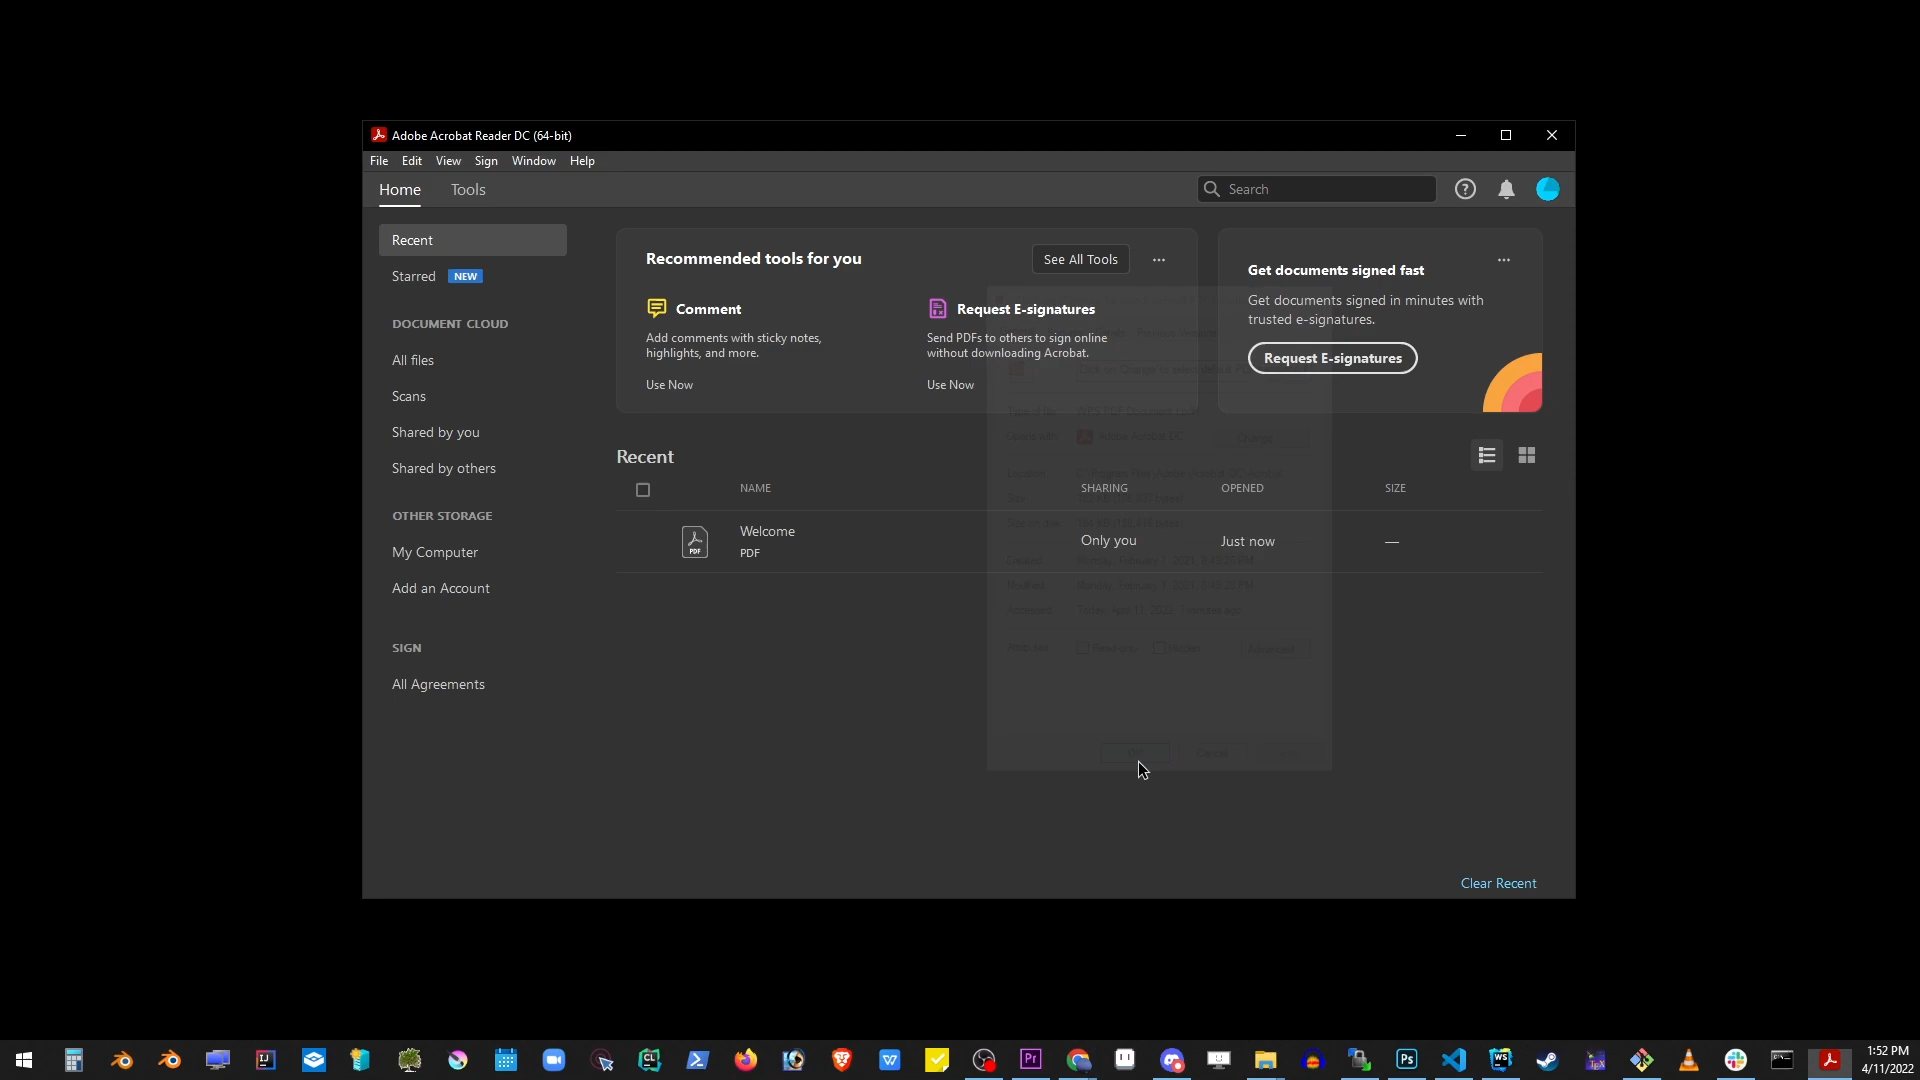 Adobe Acrobat Reader DC (64-bit)
File Edit View Sign Window Help
Home Tools
Search
Recent
Starred NEW
DOCUMENT CLOUD
All files
Scans
Shared by you
Shared by others
OTHER STORAGE
My Computer
Add an Account
SIGN
All Agreements
Recommended tools for you
See All Tools
Comment
Add comments with sticky notes,
highlights, and more.
Use Now
Request E-signatures
Send PDFs to others to sign online
without downloading Acrobat.
Use Now
Get documents signed fast
Get documents signed in minutes with
trusted e-signatures.
Request E-signatures
Recent
NAME SHARING OPENED SIZE
Welcome
PDF
Only you Just now —
Adobe Acrobat DC
Cancel
Clear Recent
1:52 PM
4/11/2022